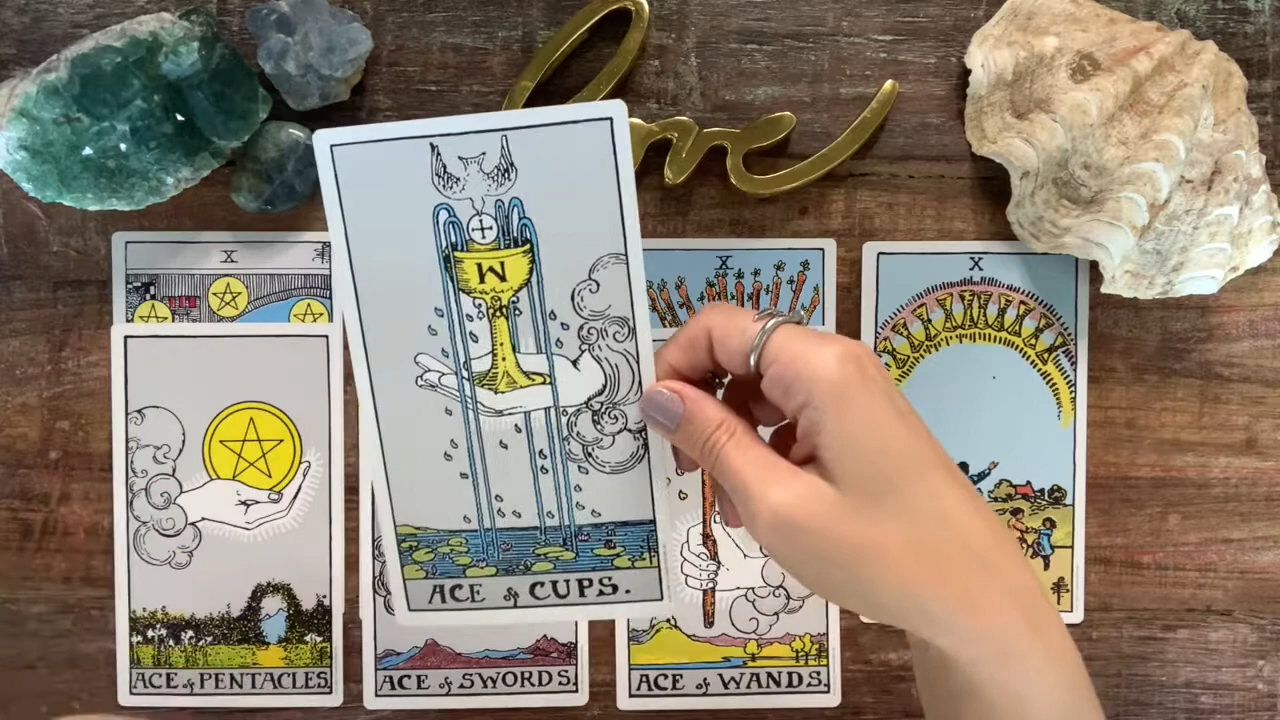 love
X
X
X
W
ACE of PENTACLES
ACE of CUPS.
ACE of SWORDS.
ACE of WANDS.